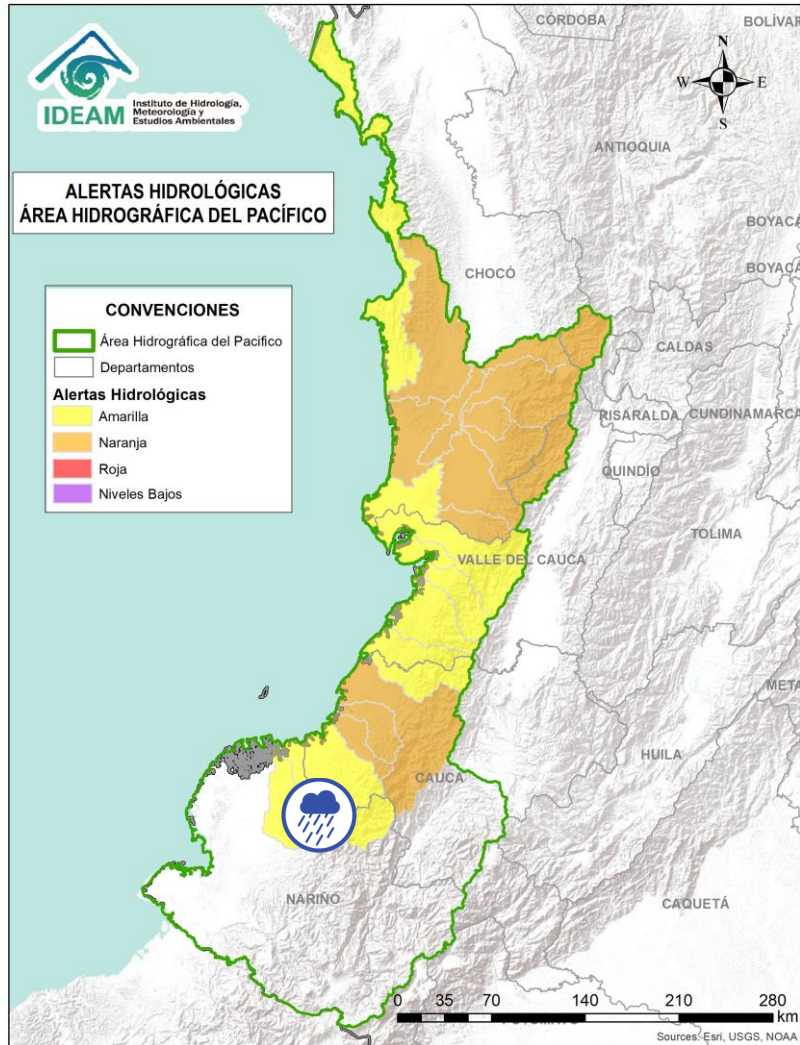 CÓRDOBA
BOLÍVAR
N
W E
S
IDEAM
Instituto de Hidrología,
Meteorología y
Estudios Ambientales
ANTIOQUIA
ALERTAS HIDROLÓGICAS
ÁREA HIDROGRÁFICA DEL PACÍFICO
BOYACÁ
BOYACÁ
CHOCÓ
CONVENCIONES
Área Hidrográfica del Pacifico
Departamentos
Alertas Hidrológicas
Amarilla
Naranja
Roja
Niveles Bajos
CALDAS
RISARALDA
CUNDINAMARCA
QUINDÍO
TOLIMA
VALLE DEL CAUCA
META
HUILA
CAUCA
NARIÑO
CAQUETÁ
0 35 70 140 210 280
km
Sources: Esri, USGS, NOAA